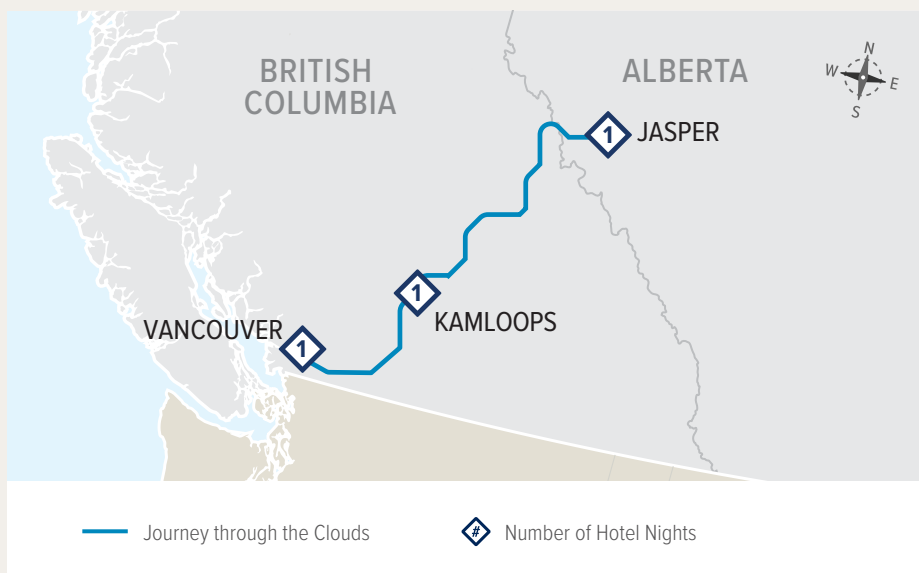 BRITISH
COLUMBIA
ALBERTA
N
W
E
S
1
JASPER
1
KAMLOOPS
VANCOUVER
1
Journey through the Clouds
# Number of Hotel Nights